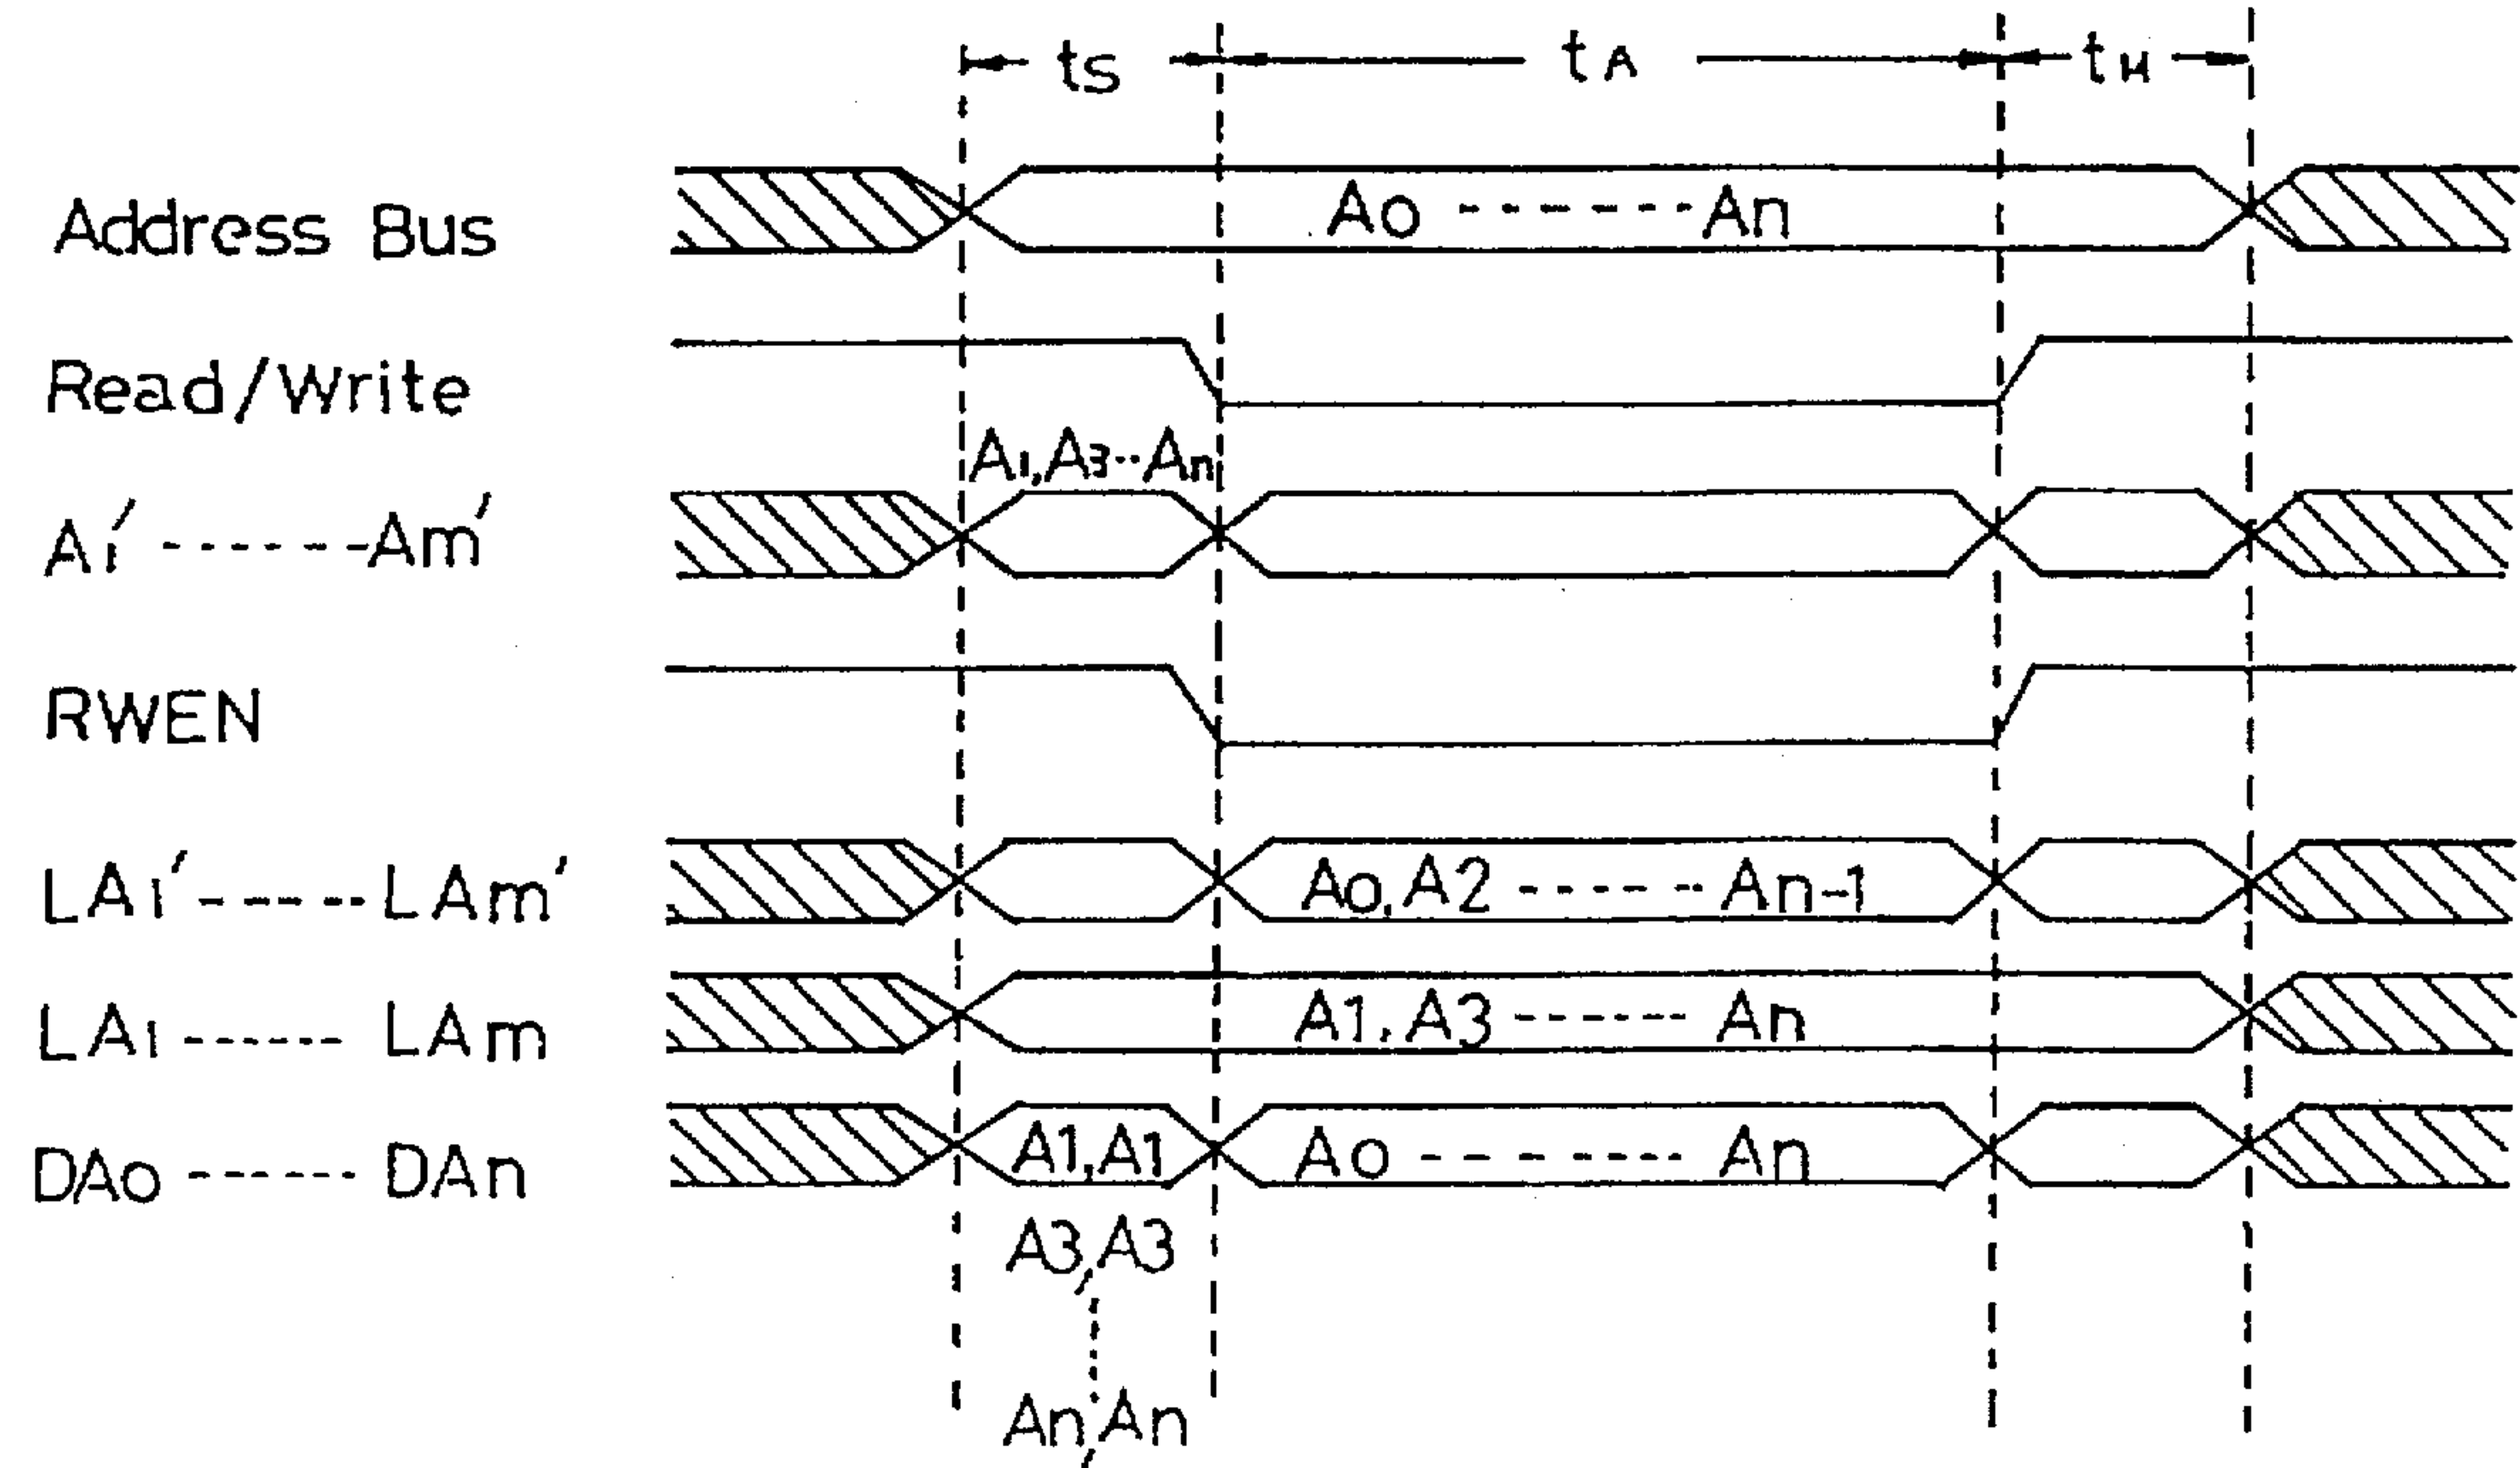 ts tA tH
Address Bus Ao ------- An
Read/Write
A1,A3--An
A1' ------- Am'
RWEN
LA1' ------ LAm' Ao,A2 ------ An-1
LA1 ------ LAm A1,A3 ------ An
DAo ------ DAn A1,A1 Ao ------- An
A3,A3
An,An